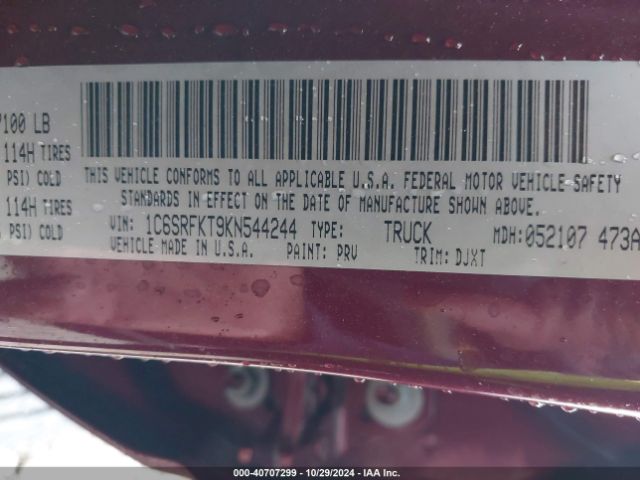 7100 LB
114H TIRES
PSI) COLD
114H TIRES
PSI) COLD
THIS VEHICLE CONFORMS TO ALL APPLICABLE U.S.A. FEDERAL MOTOR VEHICLE SAFETY
STANDARDS IN EFFECT ON THE DATE OF MANUFACTURE SHOWN ABOVE.
VIN: 1C6SRFKT9KN544244 TYPE: TRUCK MDH: 052107 473A
VEHICLE MADE IN U.S.A. PAINT: PRV TRIM: DJXT
000-40707299 - 10/29/2024 - IAA Inc.